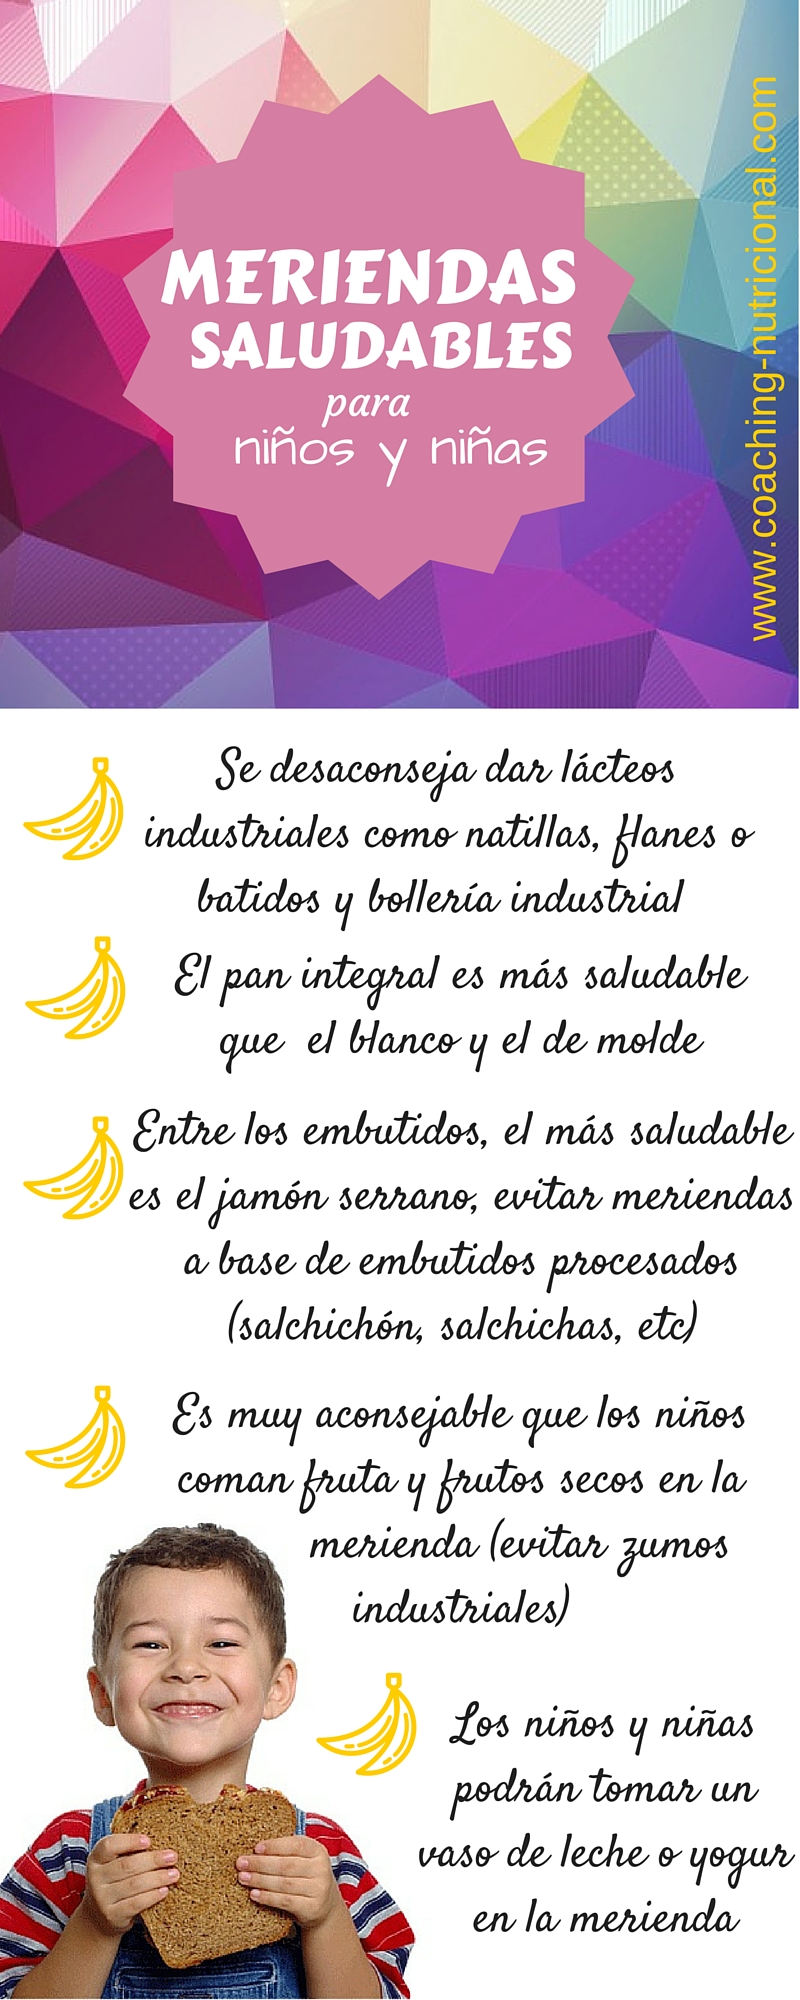 MERIENDAS
SALUDABLES
para
niños y niñas
www.coaching-nutricional.com
Se desaconseja dar lácteos
industriales como natillas, flanes o
batidos y bollería industrial
El pan integral es más saludable
que el blanco y el de molde
Entre los embutidos, el más saludable
es el jamón serrano, evitar meriendas
a base de embutidos procesados
(salchichón, salchichas, etc)
Es muy aconsejable que los niños
coman fruta y frutos secos en la
merienda (evitar zumos
industriales)
Los niños y niñas
podrán tomar un
vaso de leche o yogur
en la merienda